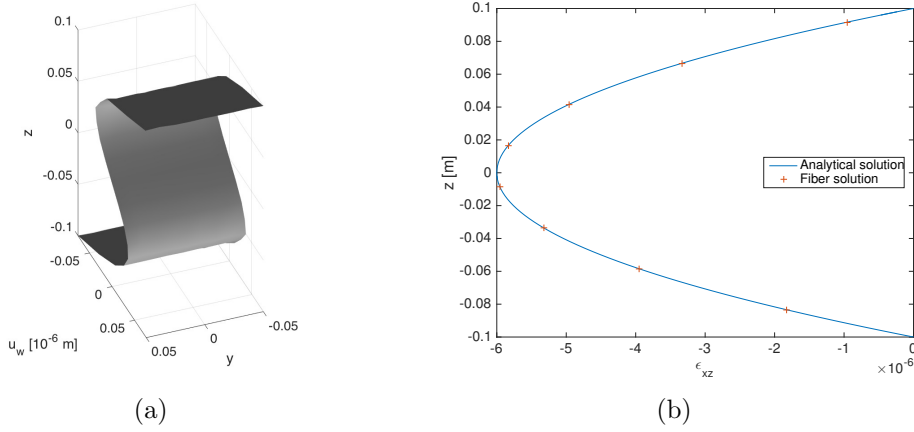 0.1
0.05
0
-0.05
-0.1
z
-0.05
0
0.05
u_w [10^-6 m]
0.05
0
-0.05
y
(a)
0.1
0.08
0.06
0.04
0.02
0
-0.02
-0.04
-0.06
-0.08
-0.1
z [m]
Analytical solution
Fiber solution
-6 -5 -4 -3 -2 -1 0
ϵ_xz
×10^-6
(b)